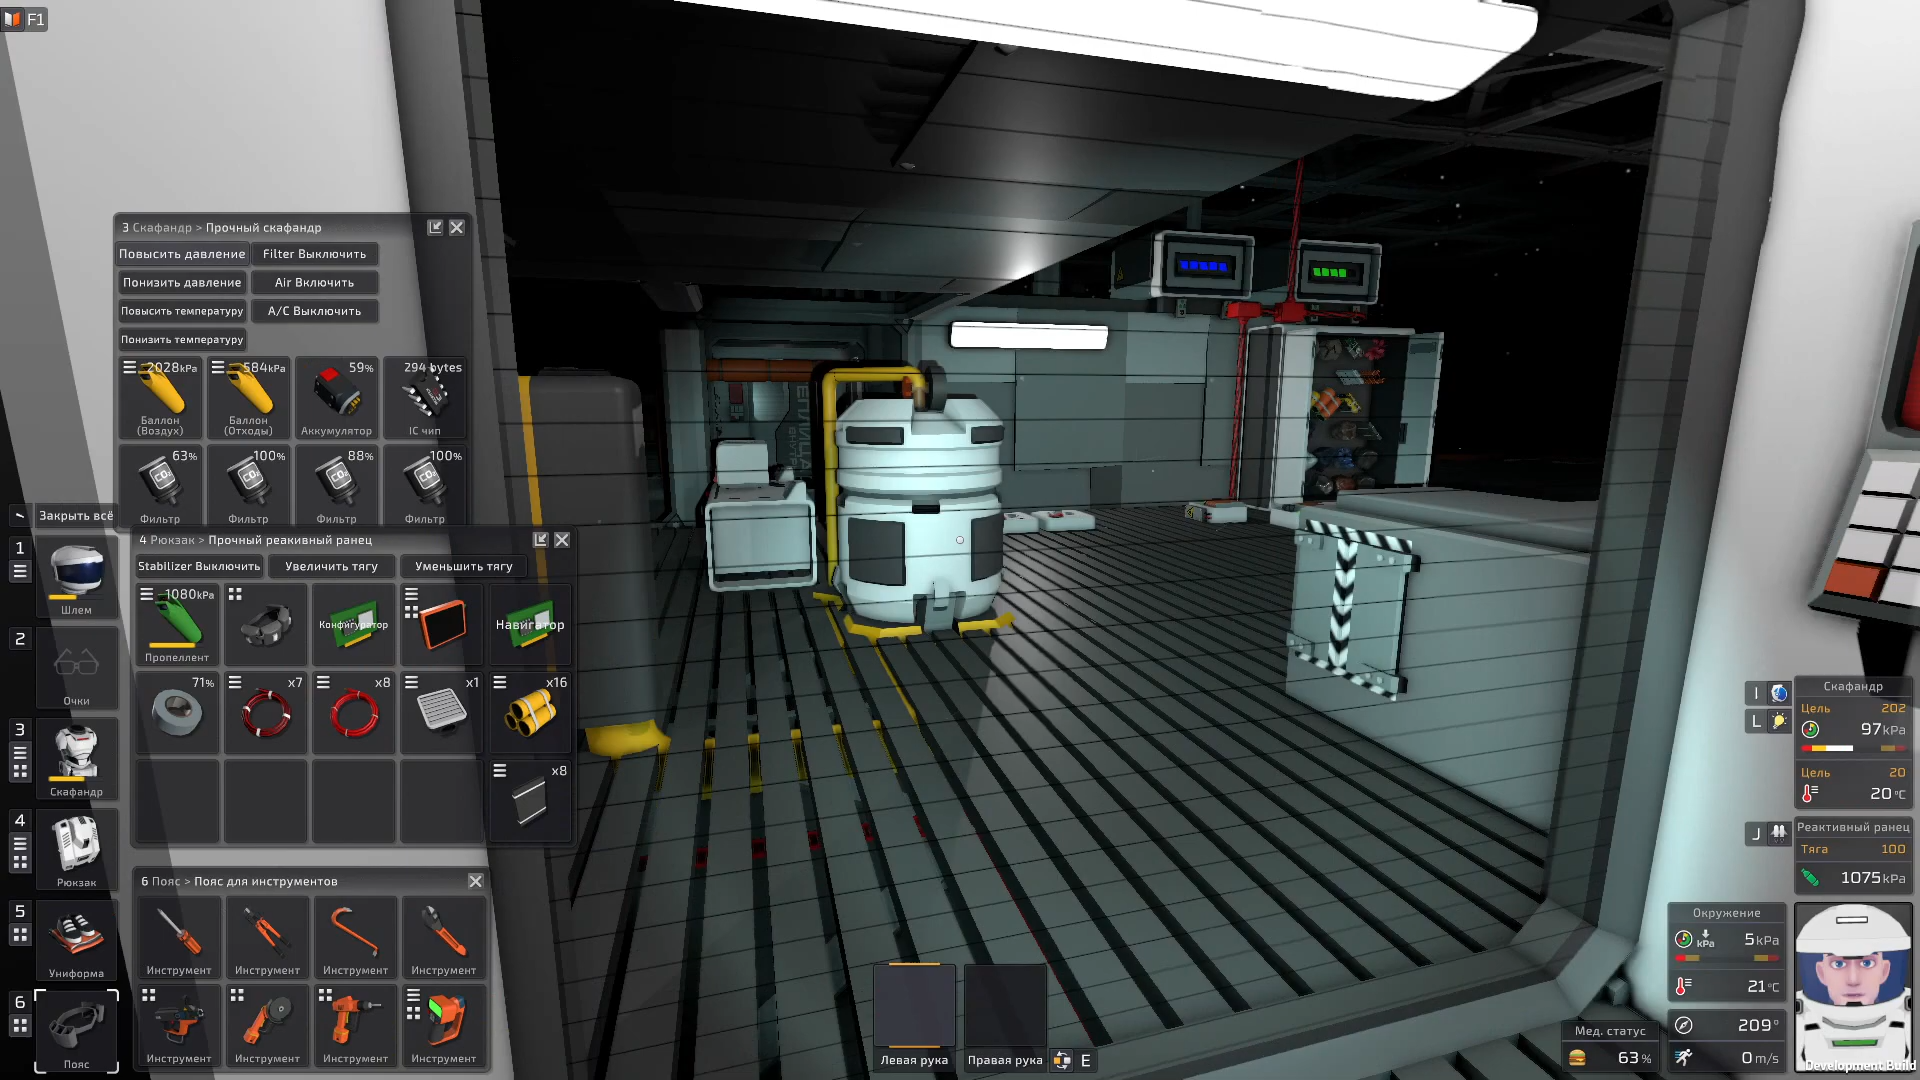 F1
3 Скафандр > Прочный скафандр
Повысить давление
Filter Выключить
Понизить давление
Air Включить
Повысить температуру
A/C Выключить
Понизить температуру
2028kPa
584kPa
59%
294 bytes
Баллон (Воздух)
Баллон (Отходы)
Аккумулятор
IC чип
63%
100%
88%
100%
Фильтр
Фильтр
Фильтр
Фильтр
Закрыть всё
1
Шлем
2
Очки
3
Скафандр
4
Рюкзак
5
Униформа
6
Пояс
4 Рюкзак > Прочный реактивный ранец
Stabilizer Выключить
Увеличить тягу
Уменьшить тягу
1080kPa
Пропеллент
Конфигуратор
Навигатор
71%
x7
x8
x1
x16
x8
6 Пояс > Пояс для инструментов
Инструмент
Инструмент
Инструмент
Инструмент
Инструмент
Инструмент
Инструмент
Инструмент
Левая рука
Правая рука
E
I
Скафандр
Цель 202
L
97kPa
Цель 20
20°C
J
Реактивный ранец
Тяга 100
1075kPa
Окружение
kPa
5kPa
21°C
209°
Мед. статус
63%
0m/s
Development Build